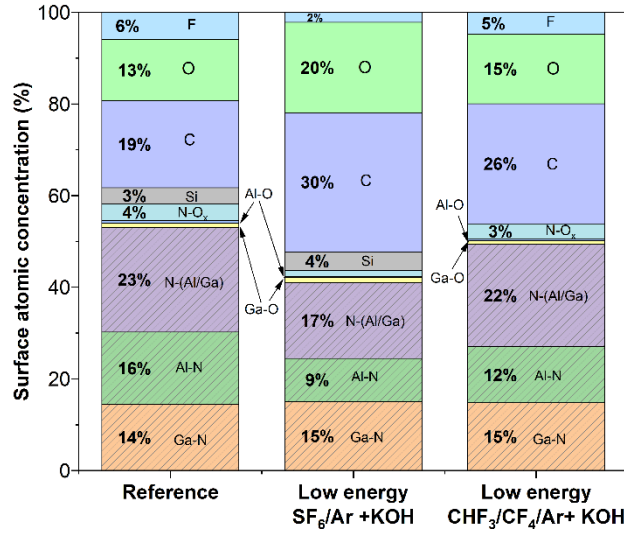 Surface atomic concentration (%)
100
80
60
40
20
0
6% F
13% O
19% C
3% Si
4% N-Oₓ
23% N-(Al/Ga)
16% Al-N
14% Ga-N
Al-O
Ga-O
2%
20% O
30% C
4% Si
17% N-(Al/Ga)
9% Al-N
15% Ga-N
Al-O
Ga-O
5% F
15% O
26% C
3% N-Oₓ
22% N-(Al/Ga)
12% Al-N
15% Ga-N
Reference
Low energy
SF₆/Ar +KOH
Low energy
CHF₃/CF₄/Ar+ KOH